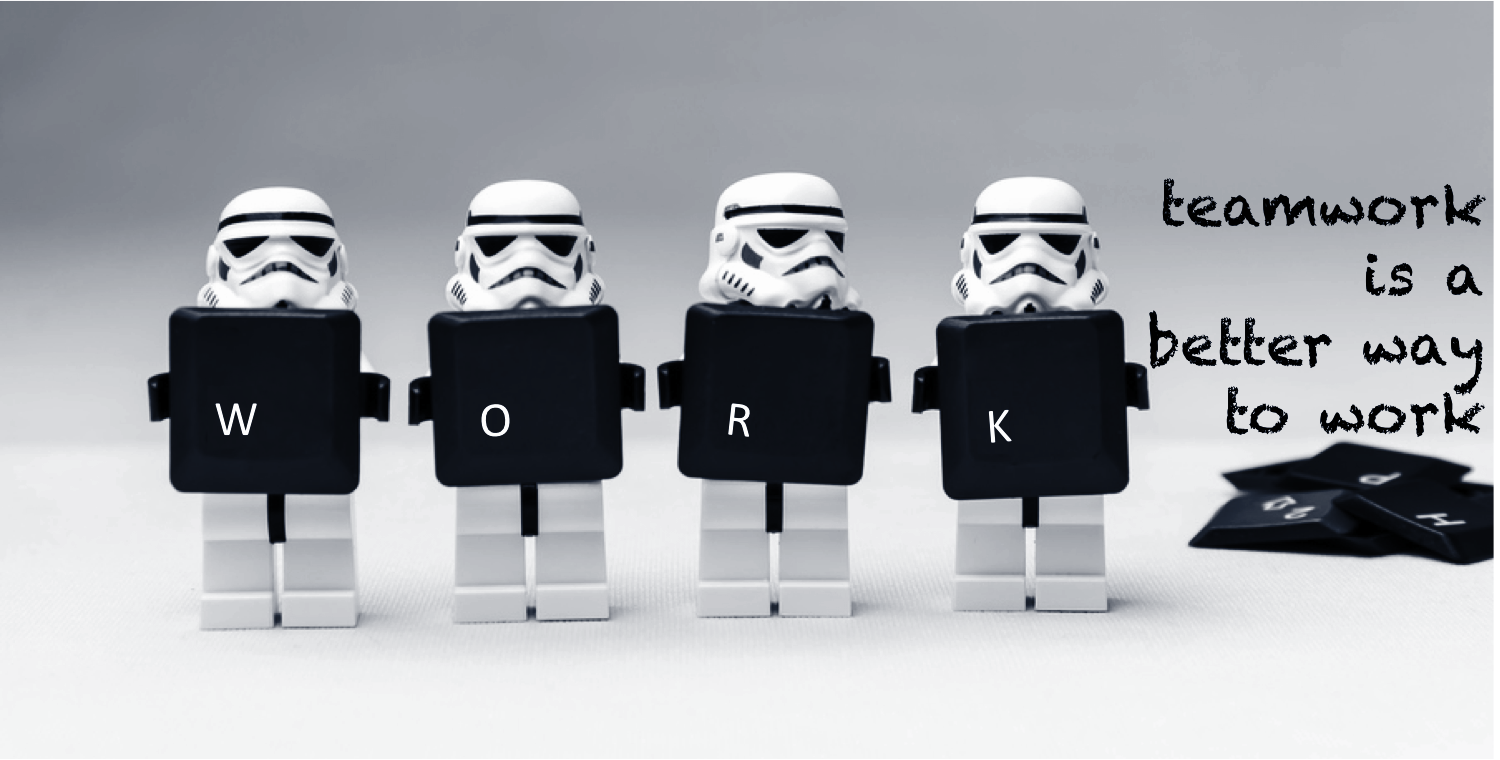 W O R K
teamwork
is a
better way
to work
d
H